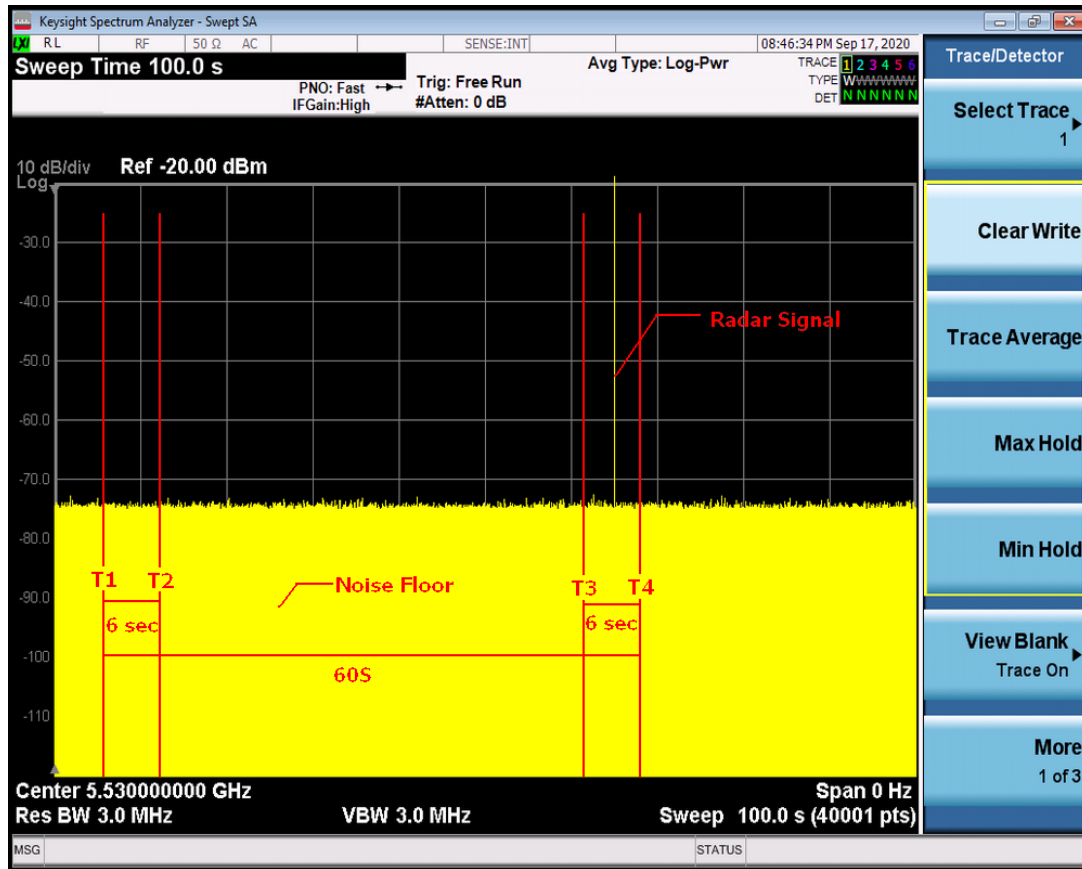 Keysight Spectrum Analyzer - Swept SA
LXI RL RF 50 Ω AC SENSE:INT 08:46:34 PM Sep 17, 2020
Sweep Time 100.0 s
PNO: Fast
IFGain:High
Trig: Free Run
#Atten: 0 dB
Avg Type: Log-Pwr
TRACE 1 2 3 4 5 6
TYPE WWWWWWW
DET N N N N N N
10 dB/div Ref -20.00 dBm
Log
-30.0
-40.0
-50.0
-60.0
-70.0
-80.0
-90.0
-100
-110
Radar Signal
T1 T2 Noise Floor T3 T4
6 sec 6 sec
60S
Center 5.530000000 GHz Span 0 Hz
Res BW 3.0 MHz VBW 3.0 MHz Sweep 100.0 s (40001 pts)
MSG STATUS
Trace/Detector
Select Trace
1
Clear Write
Trace Average
Max Hold
Min Hold
View Blank
Trace On
More
1 of 3